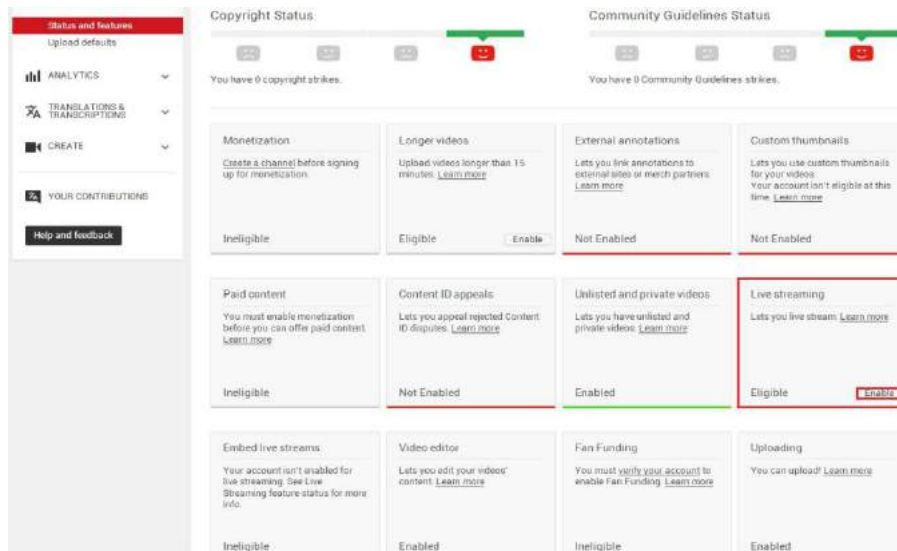 Status and features
Upload defaults
ANALYTICS
TRANSLATIONS &
TRANSCRIPTIONS
CREATE
YOUR CONTRIBUTIONS
Help and feedback
Copyright Status
You have 0 copyright strikes.
Community Guidelines Status
You have 0 Community Guidelines strikes.
Monetization
Create a channel before signing
up for monetization.
Ineligible
Longer videos
Upload videos longer than 15
minutes. Learn more
Eligible
Enable
External annotations
Lets you link annotations to
external sites or merch partners.
Learn more
Not Enabled
Custom thumbnails
Lets you use custom thumbnails
for your videos.
Your account isn't eligible at this
time. Learn more
Not Enabled
Paid content
You must enable monetization
before you can offer paid content.
Learn more
Ineligible
Content ID appeals
Lets you appeal rejected Content
ID disputes. Learn more
Not Enabled
Unlisted and private videos
Lets you have unlisted and
private videos. Learn more
Enabled
Live streaming
Lets you live stream. Learn more
Eligible
Enable
Embed live streams
Your account isn't enabled for
live streaming. See Live
Streaming feature status for more
info.
Ineligible
Video editor
Lets you edit your videos'
content. Learn more
Enabled
Fan Funding
You must verify your account to
enable Fan Funding. Learn more
Ineligible
Uploading
You can upload! Learn more
Enabled